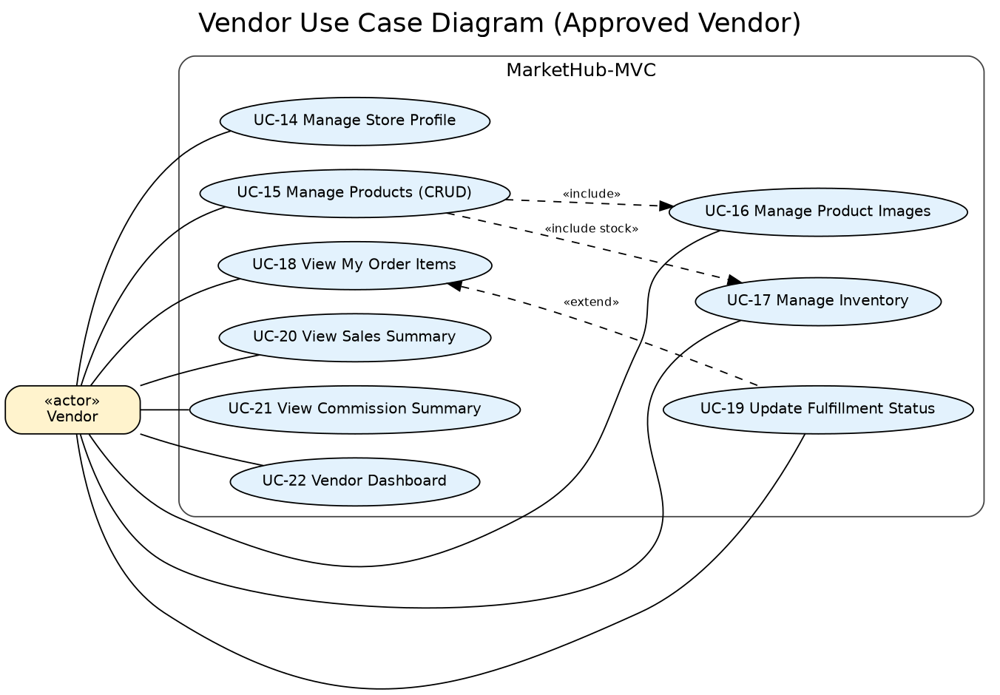 Vendor Use Case Diagram (Approved Vendor)
MarketHub-MVC
UC-14 Manage Store Profile
UC-15 Manage Products (CRUD)
«include»
UC-16 Manage Product Images
«include stock»
UC-18 View My Order Items
UC-17 Manage Inventory
«extend»
UC-20 View Sales Summary
«actor»
Vendor
UC-21 View Commission Summary
UC-19 Update Fulfillment Status
UC-22 Vendor Dashboard